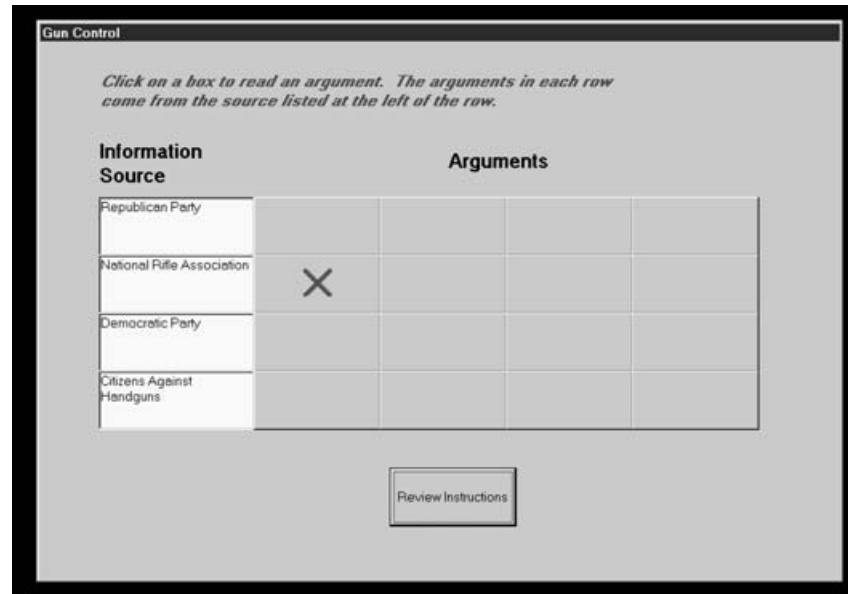 Gun Control
Click on a box to read an argument. The arguments in each row
come from the source listed at the left of the row.
Information
Source
Arguments
Republican Party
National Rifle Association
Democratic Party
Citizens Against
Handguns
Review Instructions